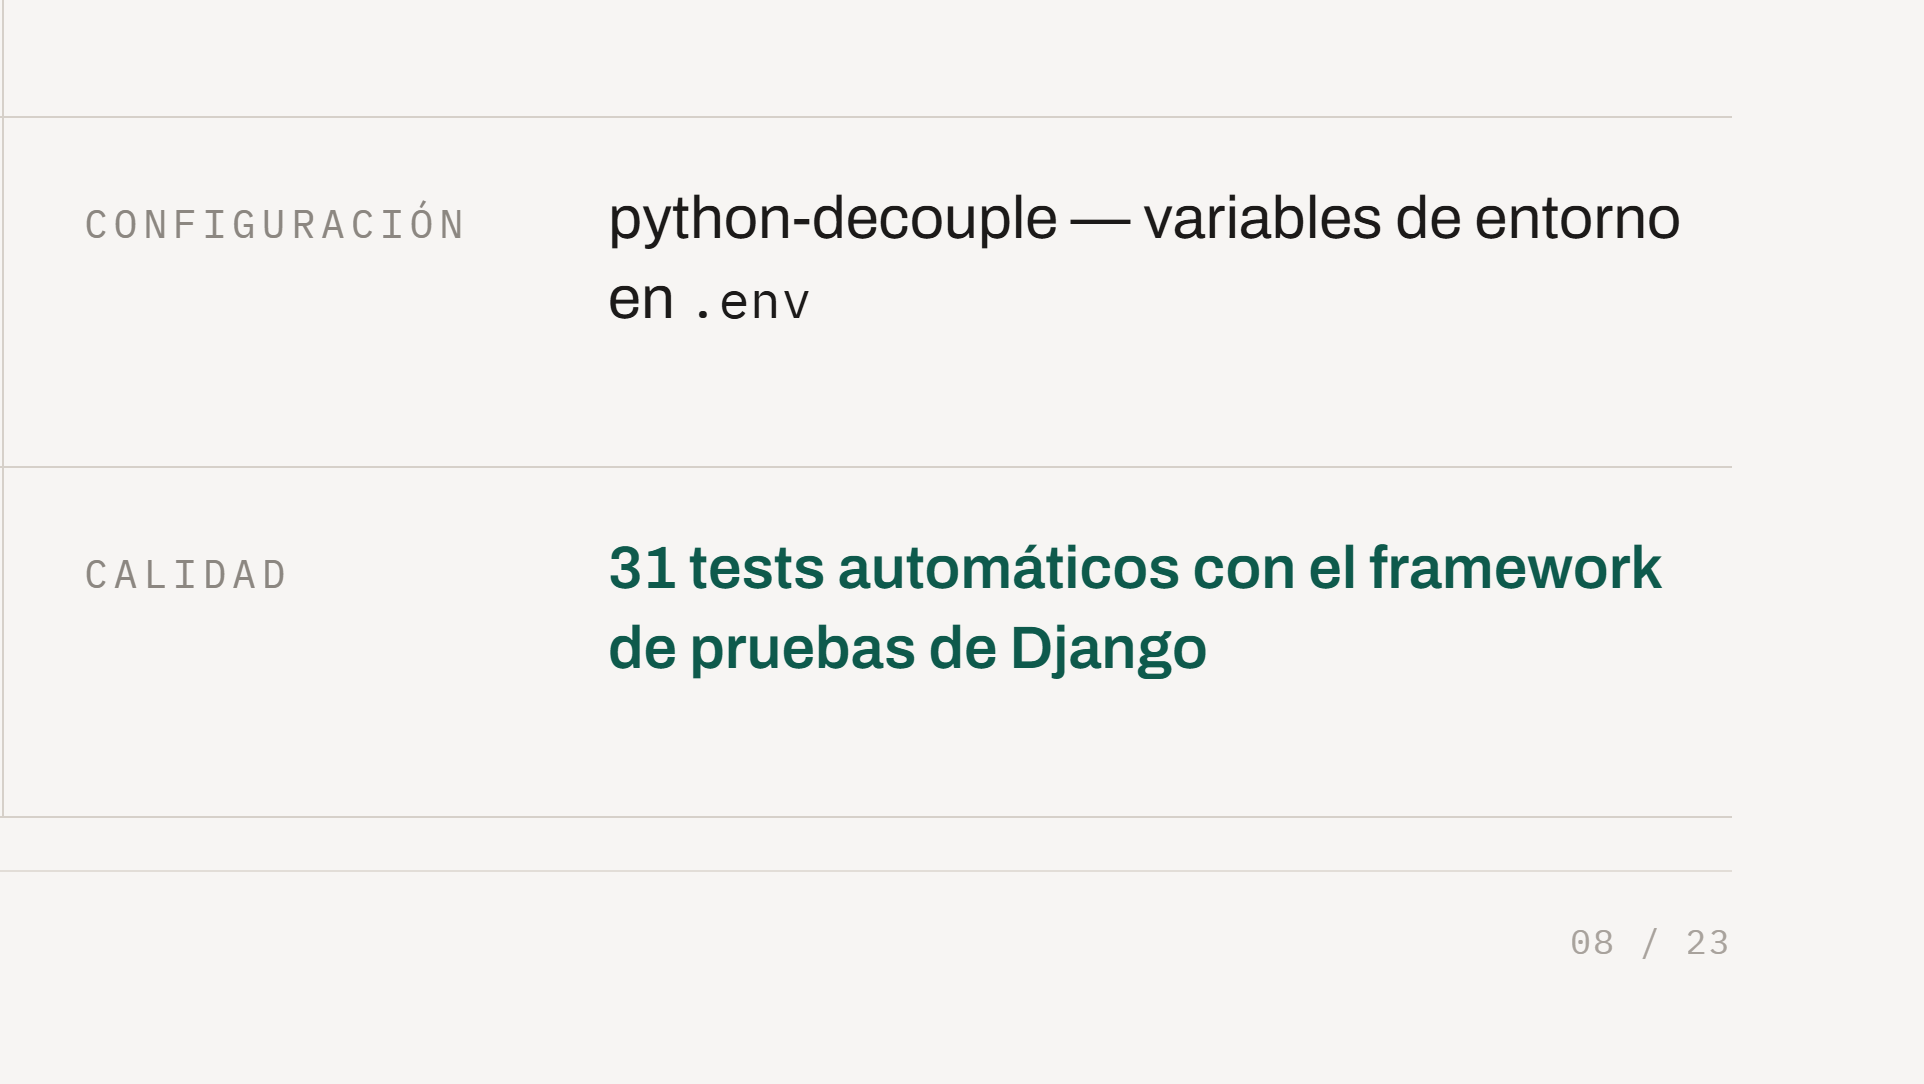 CONFIGURACIÓN
python-decouple — variables de entorno
en .env
CALIDAD
31 tests automáticos con el framework
de pruebas de Django
08 / 23